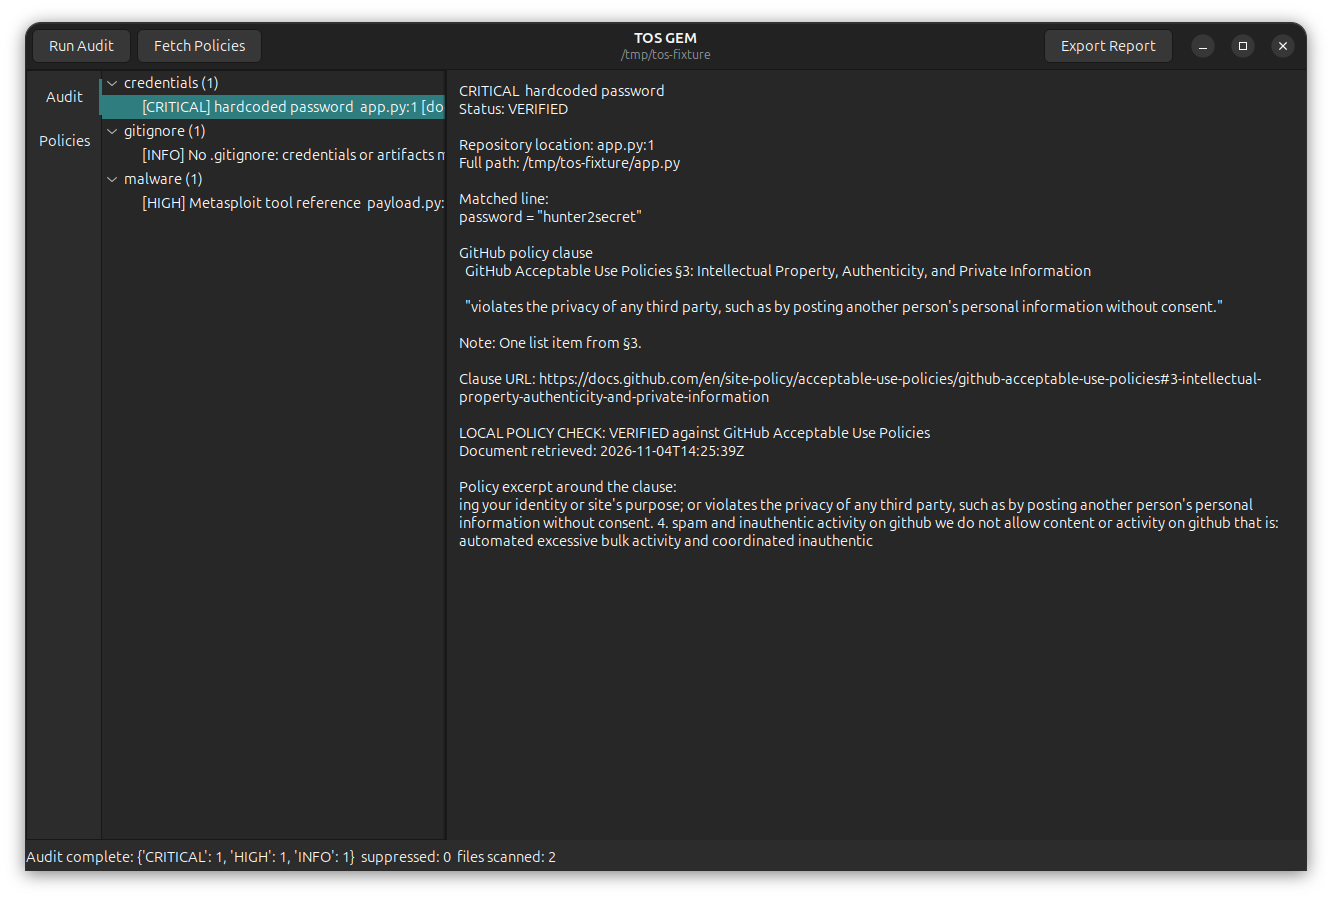 Run Audit
Fetch Policies
TOS GEM
/tmp/tos-fixture
Export Report
Audit
Policies
credentials (1)
[CRITICAL] hardcoded password  app.py:1 [do
gitignore (1)
[INFO] No .gitignore: credentials or artifacts m
malware (1)
[HIGH] Metasploit tool reference  payload.py:
CRITICAL  hardcoded password
Status: VERIFIED
Repository location: app.py:1
Full path: /tmp/tos-fixture/app.py
Matched line:
password = "hunter2secret"
GitHub policy clause
GitHub Acceptable Use Policies §3: Intellectual Property, Authenticity, and Private Information
"violates the privacy of any third party, such as by posting another person's personal information without consent."
Note: One list item from §3.
Clause URL: https://docs.github.com/en/site-policy/acceptable-use-policies/github-acceptable-use-policies#3-intellectual-
property-authenticity-and-private-information
LOCAL POLICY CHECK: VERIFIED against GitHub Acceptable Use Policies
Document retrieved: 2026-11-04T14:25:39Z
Policy excerpt around the clause:
ing your identity or site's purpose; or violates the privacy of any third party, such as by posting another person's personal
information without consent. 4. spam and inauthentic activity on github we do not allow content or activity on github that is:
automated excessive bulk activity and coordinated inauthentic
Audit complete: {'CRITICAL': 1, 'HIGH': 1, 'INFO': 1}  suppressed: 0  files scanned: 2